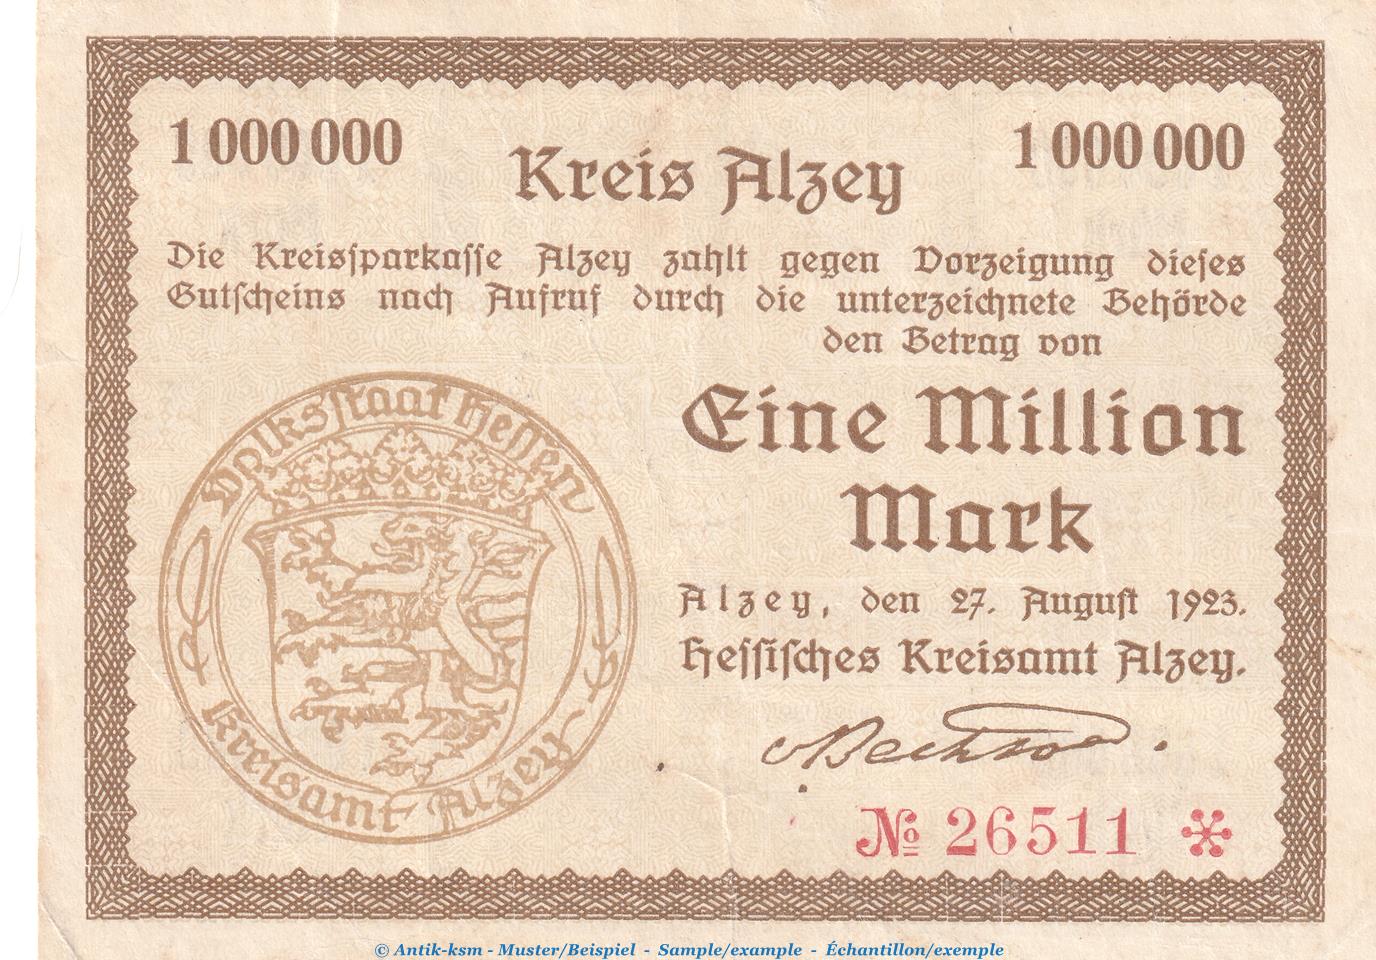 1 000 000
1 000 000
Kreis Alzey
Die Kreissparkasse Alzey zahlt gegen Vorzeigung dieses
Gutscheins nach Aufruf durch die unterzeichnete Behörde
den Betrag von
Eine Million
Mark
Alzey, den 27. August 1923.
Hessisches Kreisamt Alzey.
Volksstaat Hessen
Kreisamt Alzey
№ 26511
© Antik-ksm - Muster/Beispiel - Sample/example - Échantillon/exemple